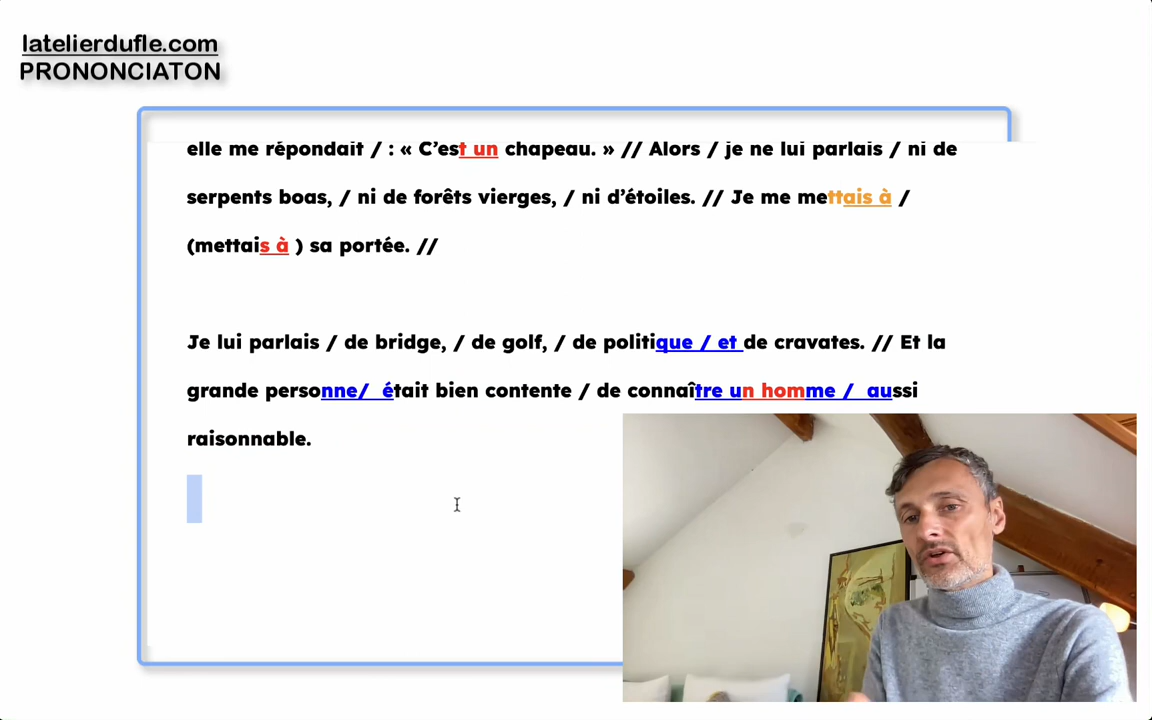 latelierdufle.com
PRONONCIATON
elle me répondait / : « C’est un chapeau. » // Alors / je ne lui parlais / ni de
serpents boas, / ni de forêts vierges, / ni d’étoiles. // Je me mettais à /
(mettais à ) sa portée. //
Je lui parlais / de bridge, / de golf, / de politique / et de cravates. // Et la
grande personne/  était bien contente / de connaître un homme /  aussi
raisonnable.